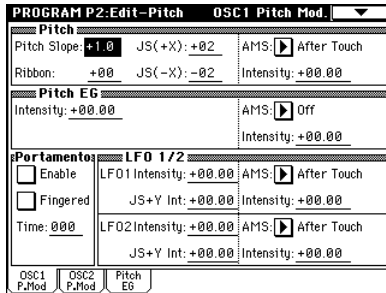 PROGRAM P2:Edit-Pitch OSC1 Pitch Mod.
Pitch
Pitch Slope: +1.0 JS(+X): +02 AMS: After Touch
Ribbon: +00 JS(-X): -02 Intensity: +00.00
Pitch EG
Intensity: +00.00 AMS: Off
Intensity: +00.00
Portamento LFO 1/2
Enable LFO1 Intensity: +00.00 AMS: After Touch
Fingered JS+Y Int: +00.00 Intensity: +00.00
Time: 000 LFO2 Intensity: +00.00 AMS: After Touch
JS+Y Int: +00.00 Intensity: +00.00
OSC1 P.Mod OSC2 P.Mod Pitch EG